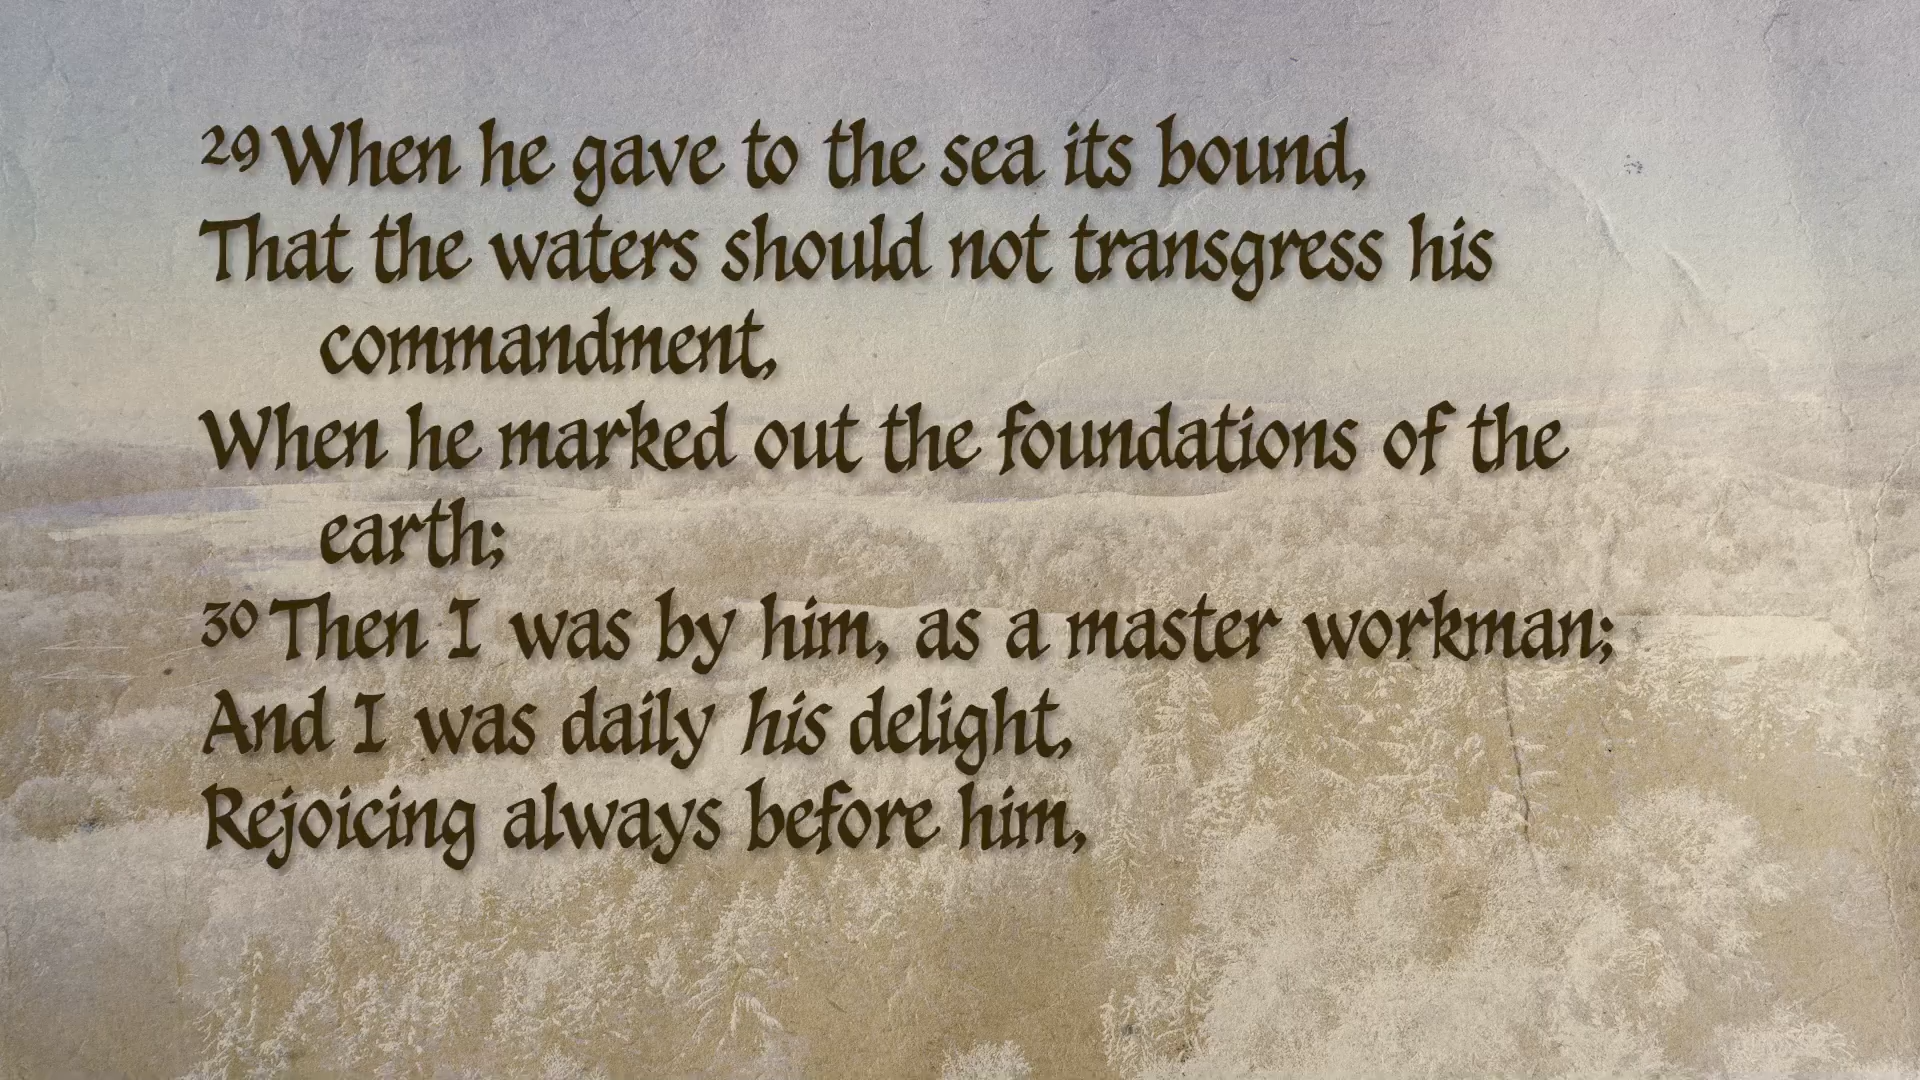 29 When he gave to the sea its bound,
That the waters should not transgress his
commandment,
When he marked out the foundations of the
earth;
30 Then I was by him, as a master workman;
And I was daily his delight,
Rejoicing always before him,